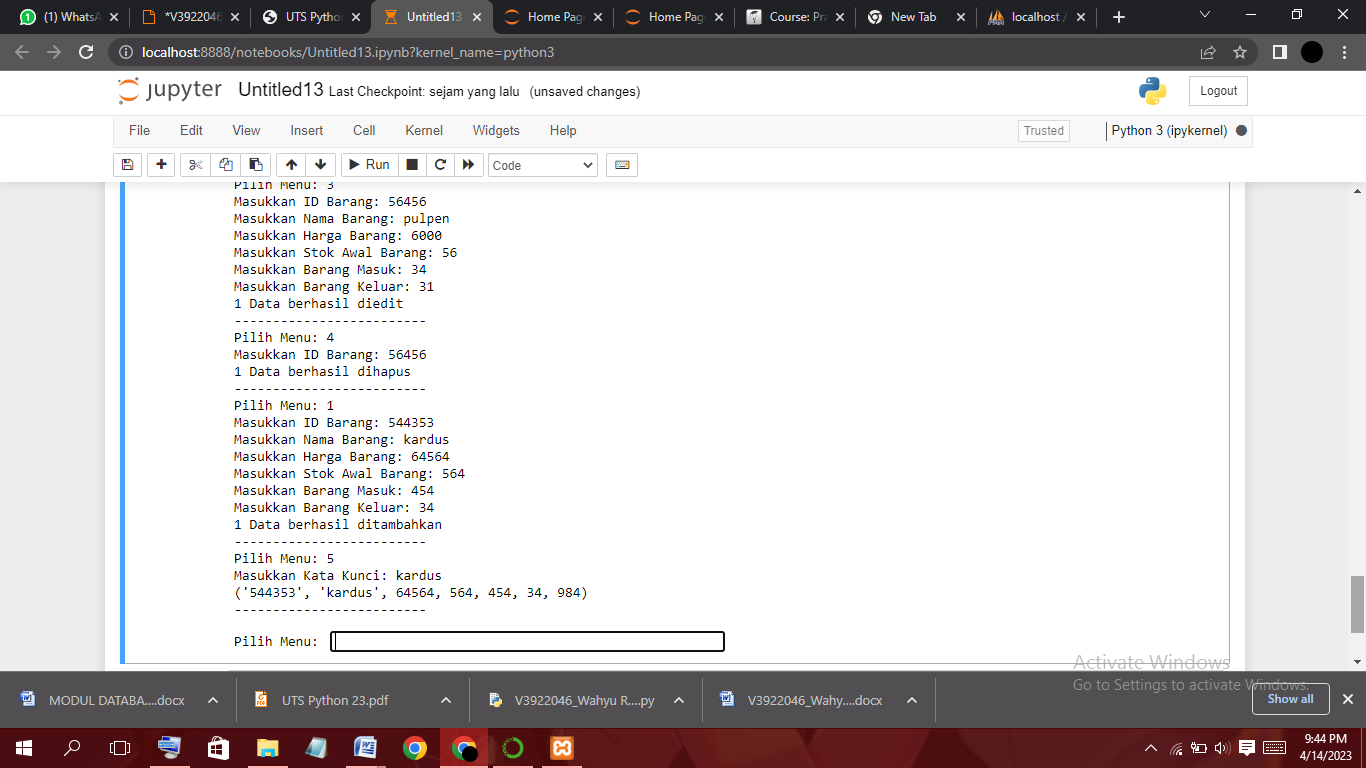 (1) WhatsA
*V3922046
UTS Pytho
Untitled13
Home Pag
Home Pag
Course: Pra
New Tab
localhost /
localhost:8888/notebooks/Untitled13.ipynb?kernel_name=python3
jupyter Untitled13 Last Checkpoint: sejam yang lalu (unsaved changes)
Logout
File Edit View Insert Cell Kernel Widgets Help
Trusted
Python 3 (ipykernel)
Run
Code
Pilih Menu: 3
Masukkan ID Barang: 56456
Masukkan Nama Barang: pulpen
Masukkan Harga Barang: 6000
Masukkan Stok Awal Barang: 56
Masukkan Barang Masuk: 34
Masukkan Barang Keluar: 31
1 Data berhasil diedit
-------------------------
Pilih Menu: 4
Masukkan ID Barang: 56456
1 Data berhasil dihapus
-------------------------
Pilih Menu: 1
Masukkan ID Barang: 544353
Masukkan Nama Barang: kardus
Masukkan Harga Barang: 64564
Masukkan Stok Awal Barang: 564
Masukkan Barang Masuk: 454
Masukkan Barang Keluar: 34
1 Data berhasil ditambahkan
-------------------------
Pilih Menu: 5
Masukkan Kata Kunci: kardus
('544353', 'kardus', 64564, 564, 454, 34, 984)
-------------------------
Pilih Menu:
Activate Windows
Go to Settings to activate Windows.
MODUL DATABA....docx
UTS Python 23.pdf
V3922046_Wahyu R....py
V3922046_Wahy....docx
Show all
9:44 PM
4/14/2023